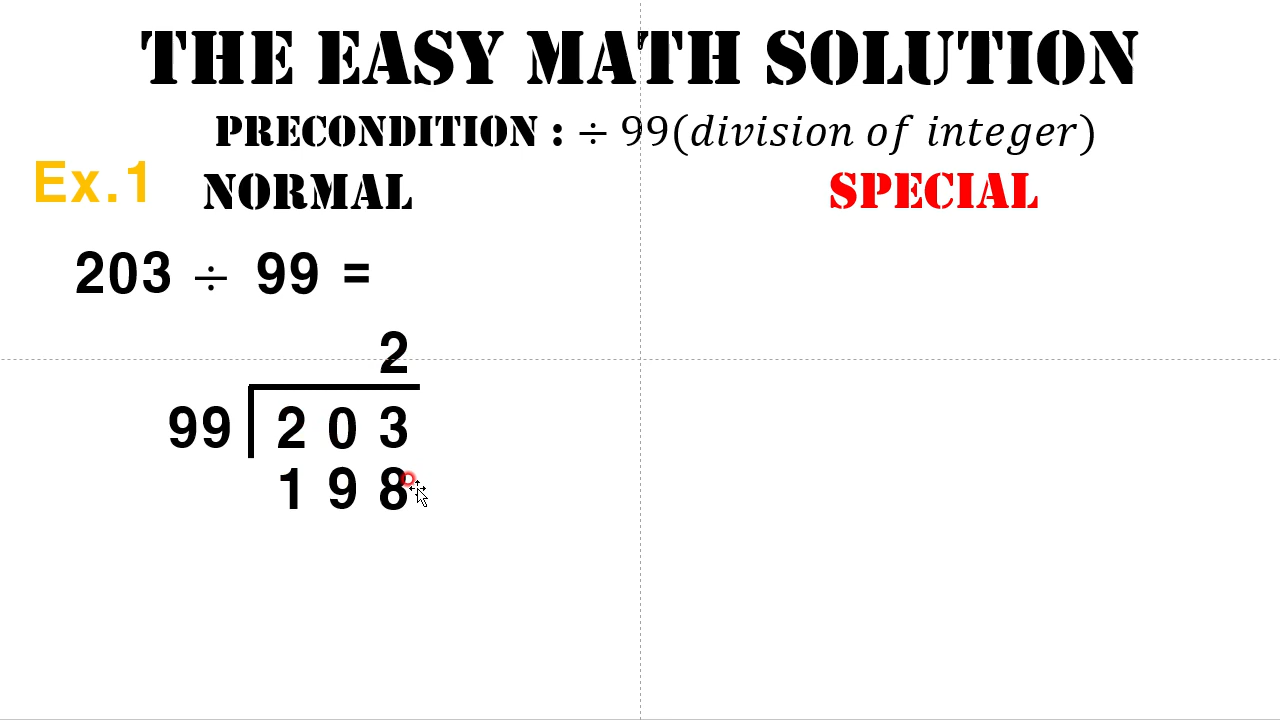 THE EASY MATH SOLUTION
PRECONDITION : ÷ 99(division of integer)
Ex.1
NORMAL
SPECIAL
203 ÷ 99 =
2
99 2 0 3
1 9 8